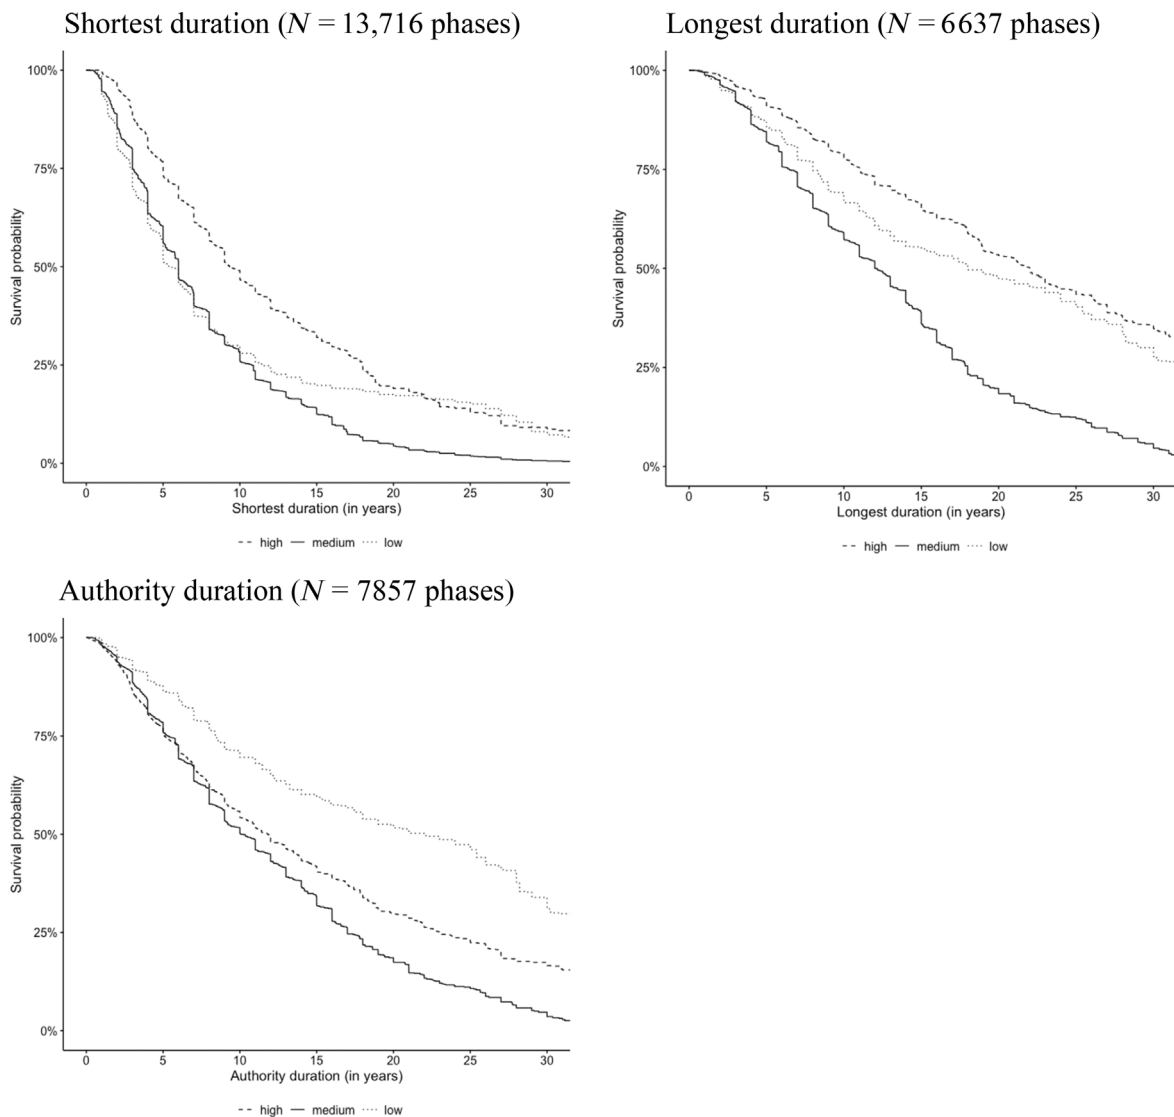 Shortest duration (N = 13,716 phases)
100%
75%
50%
25%
0%
Survival probability
0 5 10 15 20 25 30
Shortest duration (in years)
high medium low
Longest duration (N = 6637 phases)
100%
75%
50%
25%
0%
Survival probability
0 5 10 15 20 25 30
Longest duration (in years)
high medium low
Authority duration (N = 7857 phases)
100%
75%
50%
25%
0%
Survival probability
0 5 10 15 20 25 30
Authority duration (in years)
high medium low